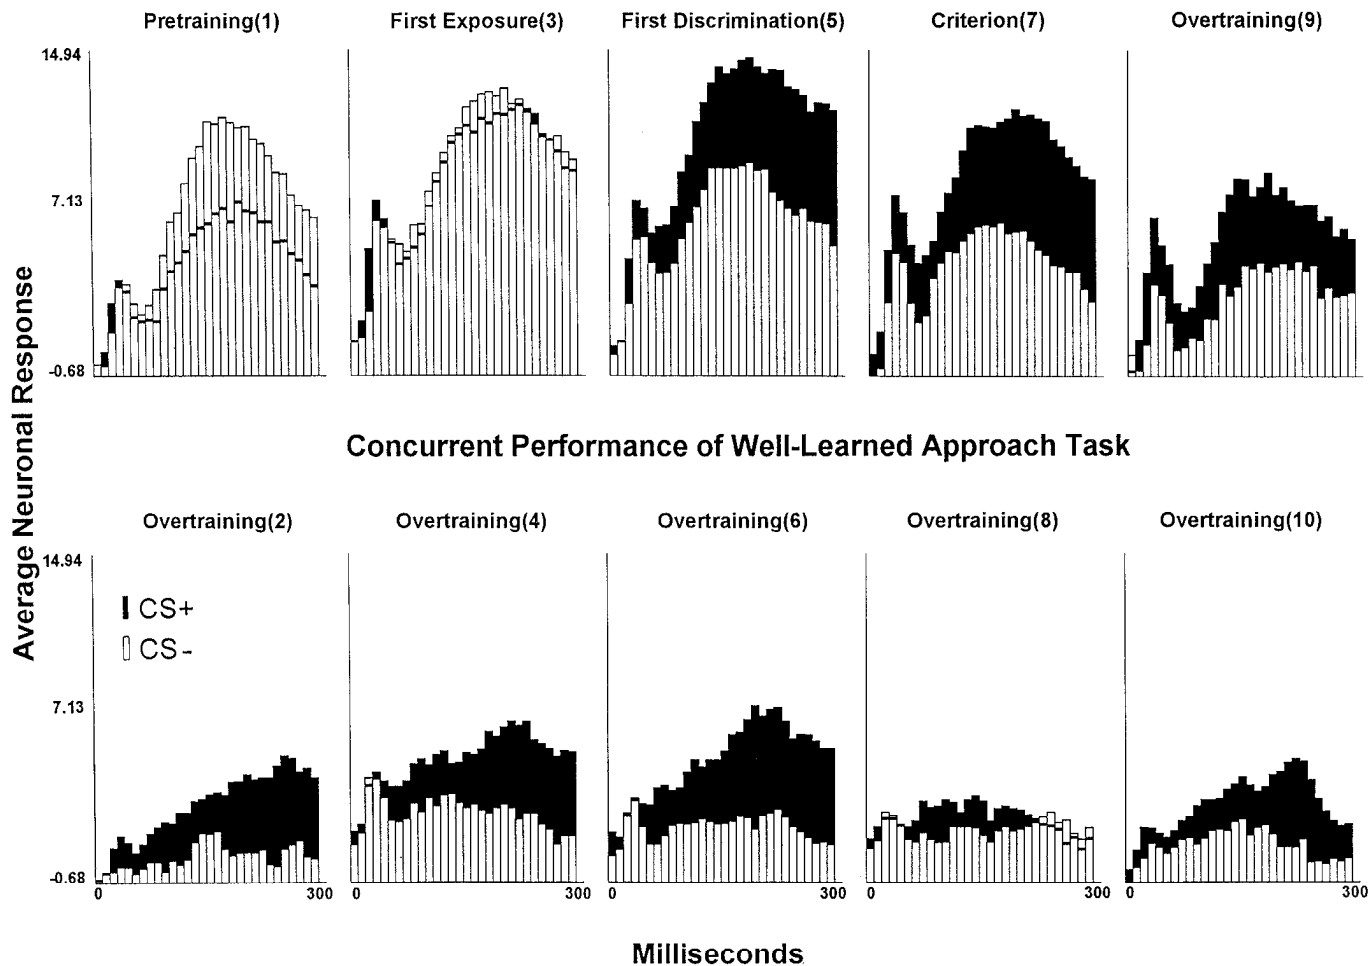 Pretraining(1) First Exposure(3) First Discrimination(5) Criterion(7) Overtraining(9)
14.94
7.13
-0.68
Average Neuronal Response
Concurrent Performance of Well-Learned Approach Task
Overtraining(2) Overtraining(4) Overtraining(6) Overtraining(8) Overtraining(10)
14.94
CS+
CS-
7.13
-0.68
0 300 0 300 0 300 0 300 0 300
Milliseconds